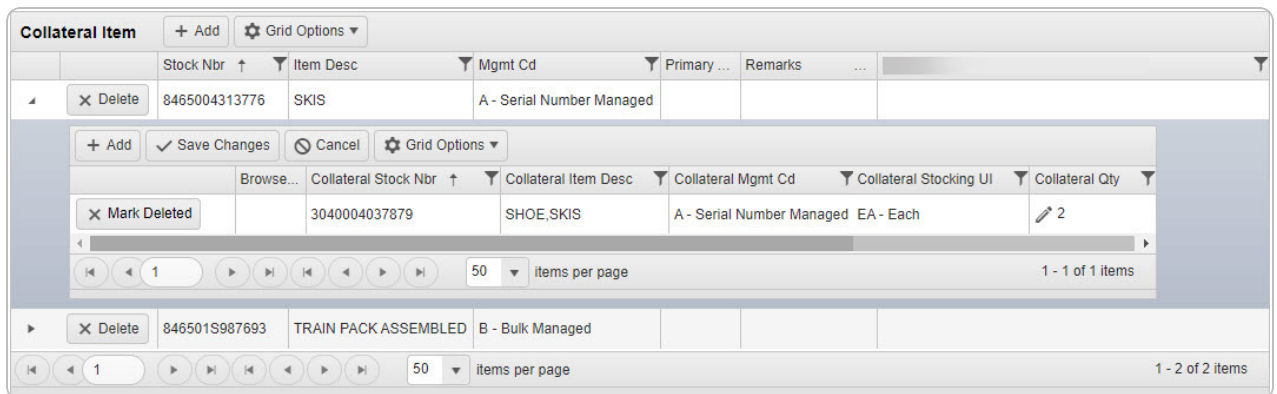 Collateral Item + Add Grid Options ▼
Stock Nbr ↑ Item Desc Mgmt Cd Primary ... Remarks ...
× Delete 8465004313776 SKIS A - Serial Number Managed
+ Add Save Changes Cancel Grid Options ▼
Browse... Collateral Stock Nbr ↑ Collateral Item Desc Collateral Mgmt Cd Collateral Stocking UI Collateral Qty
× Mark Deleted 3040004037879 SHOE,SKIS A - Serial Number Managed EA - Each 2
1 50 items per page 1 - 1 of 1 items
× Delete 846501S987693 TRAIN PACK ASSEMBLED B - Bulk Managed
1 50 items per page 1 - 2 of 2 items